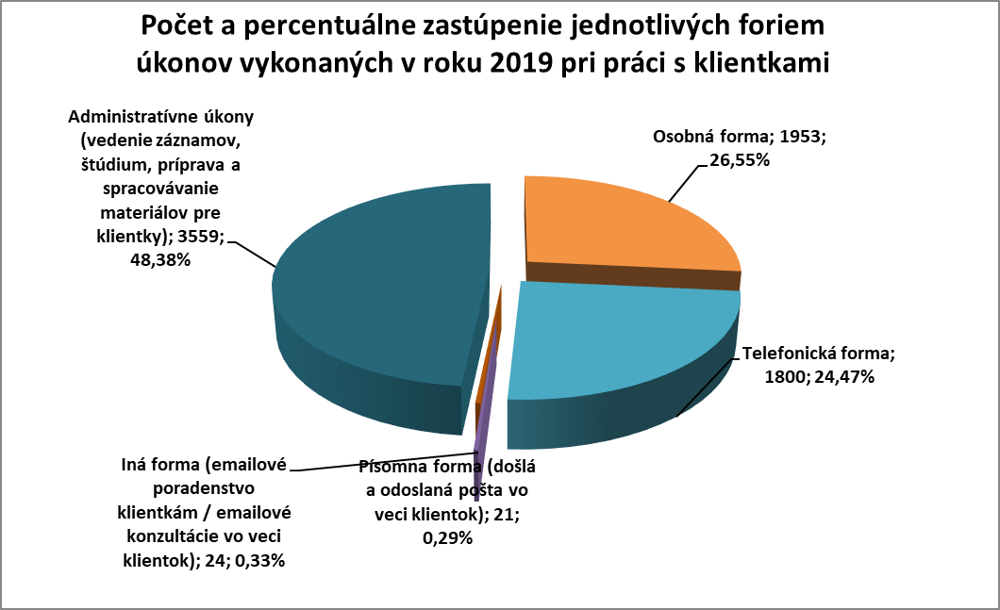 Počet a percentuálne zastúpenie jednotlivých foriem
úkonov vykonaných v roku 2019 pri práci s klientkami
Administratívne úkony
(vedenie záznamov,
štúdium, príprava a
spracovávanie
materiálov pre
klientky); 3559;
48,38%
Osobná forma; 1953;
26,55%
Telefonická forma;
1800; 24,47%
Iná forma (emailové
poradenstvo
klientkám / emailové
konzultácie vo veci
klientok); 24; 0,33%
Písomna forma (došlá
a odoslaná pošta vo
veci klientok); 21;
0,29%